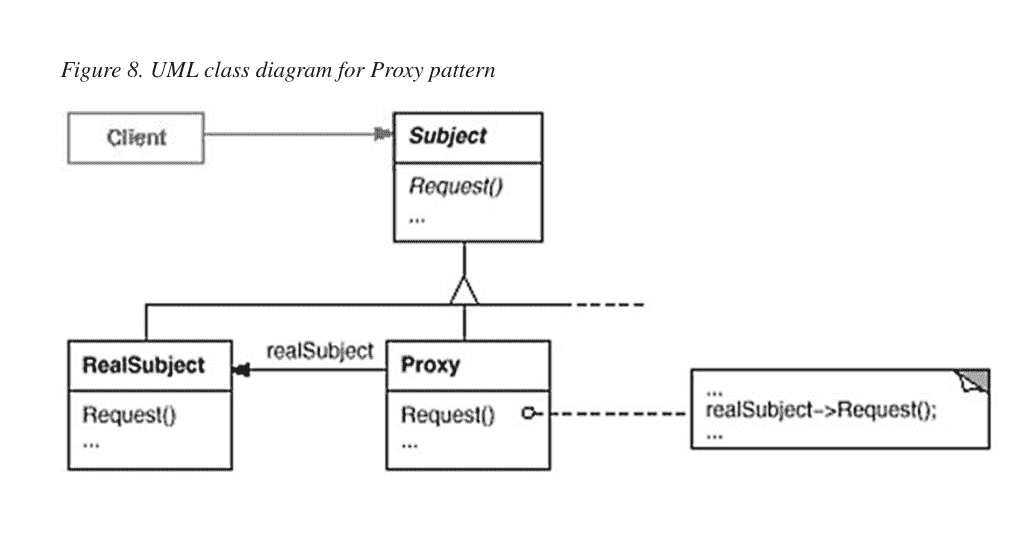 Figure 8. UML class diagram for Proxy pattern
Client
Subject
Request()
...
realSubject
RealSubject
Request()
...
Proxy
Request()
...
...
realSubject->Request();
...